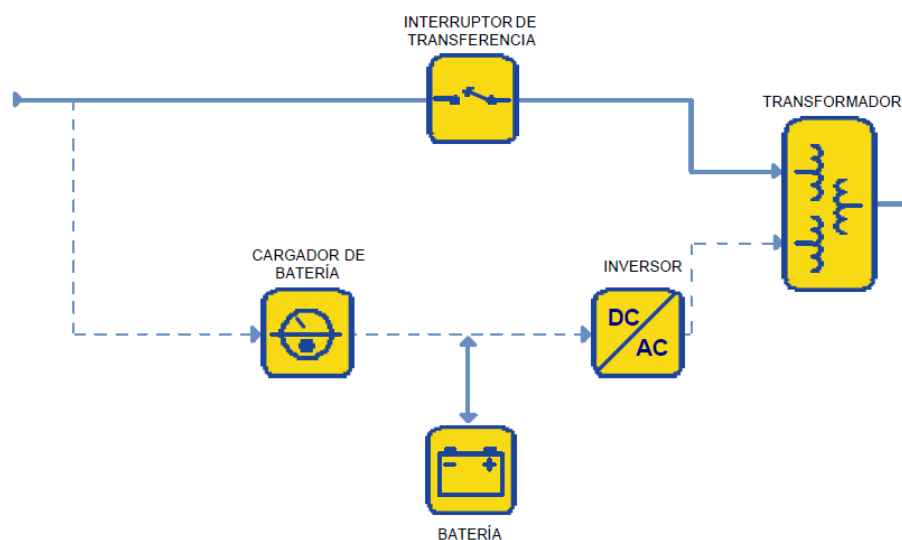 INTERRUPTOR DE
TRANSFERENCIA
TRANSFORMADOR
CARGADOR DE
BATERÍA
INVERSOR
DC
AC
BATERÍA